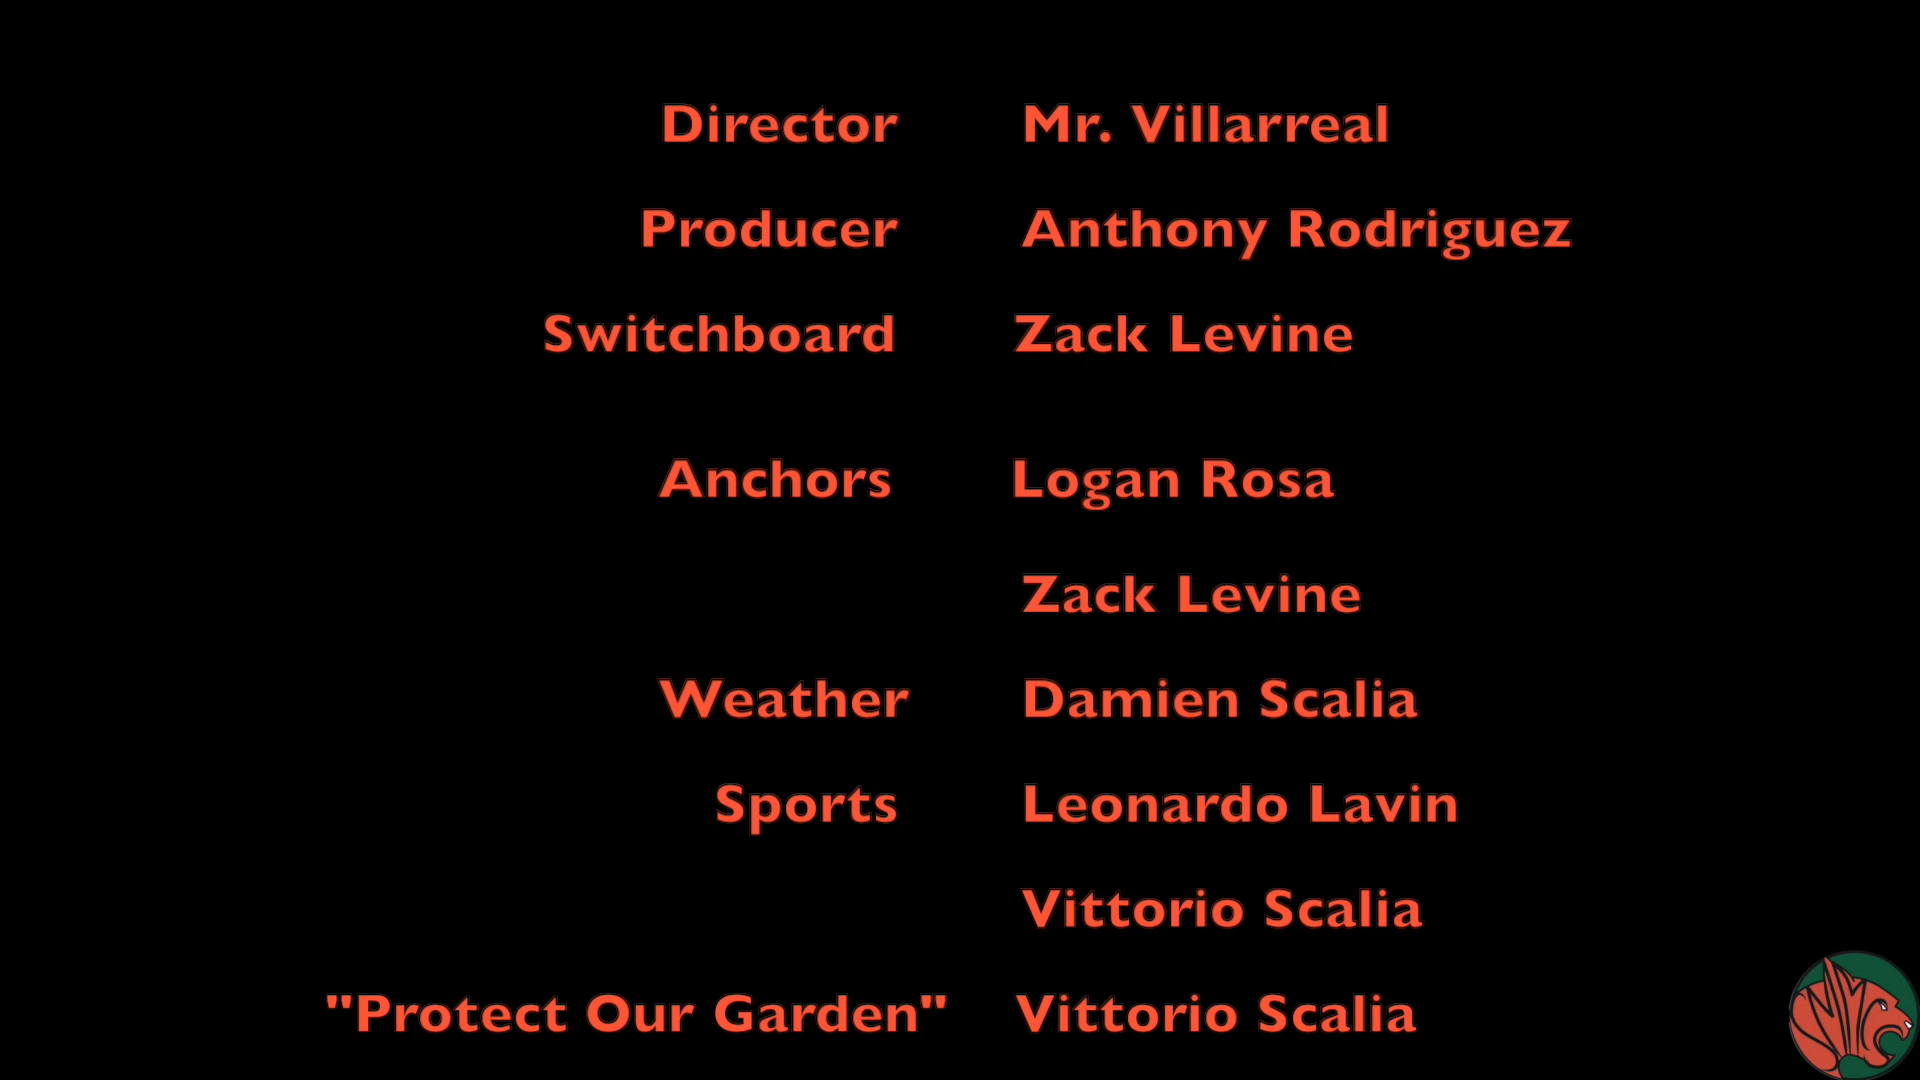 Director Mr. Villarreal
Producer Anthony Rodriguez
Switchboard Zack Levine
Anchors Logan Rosa
Zack Levine
Weather Damien Scalia
Sports Leonardo Lavin
Vittorio Scalia
"Protect Our Garden" Vittorio Scalia